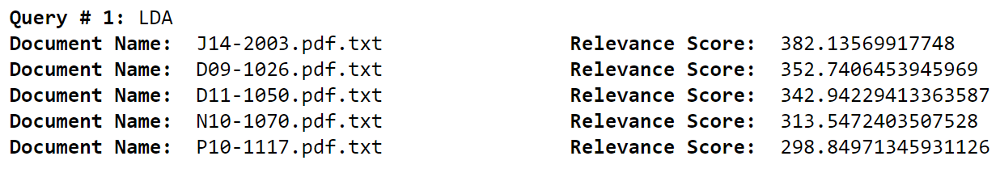 Query # 1: LDA
Document Name: J14-2003.pdf.txt Relevance Score: 382.13569917748
Document Name: D09-1026.pdf.txt Relevance Score: 352.7406453945969
Document Name: D11-1050.pdf.txt Relevance Score: 342.94229413363587
Document Name: N10-1070.pdf.txt Relevance Score: 313.5472403507528
Document Name: P10-1117.pdf.txt Relevance Score: 298.84971345931126